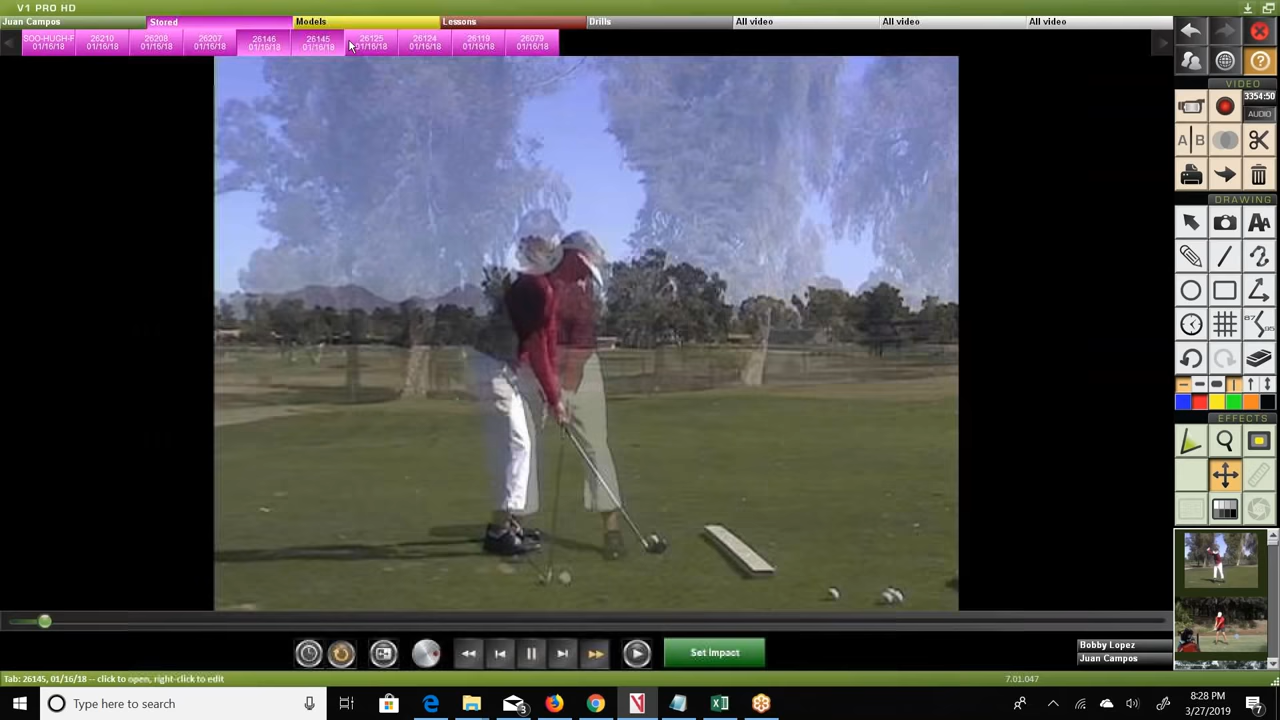 V1 PRO HD
Juan Campos Stored Models Lessons Drills All video All video All video
SOO-HUGH-F 26210 26208 26207 26146 26145 26125 26124 26119 26079
01/16/18 01/16/18 01/16/18 01/16/18 01/16/18 01/16/18 01/16/18 01/16/18 01/16/18 01/16/18
VIDEO
3354:50
AUDIO
A|B
DRAWING
AA
EFFECTS
Set Impact
Bobby Lopez
Juan Campos
Tab: 26145, 01/16/18 -- click to open, right-click to edit
7.01.047
Type here to search
3
8:28 PM
3/27/2019
7